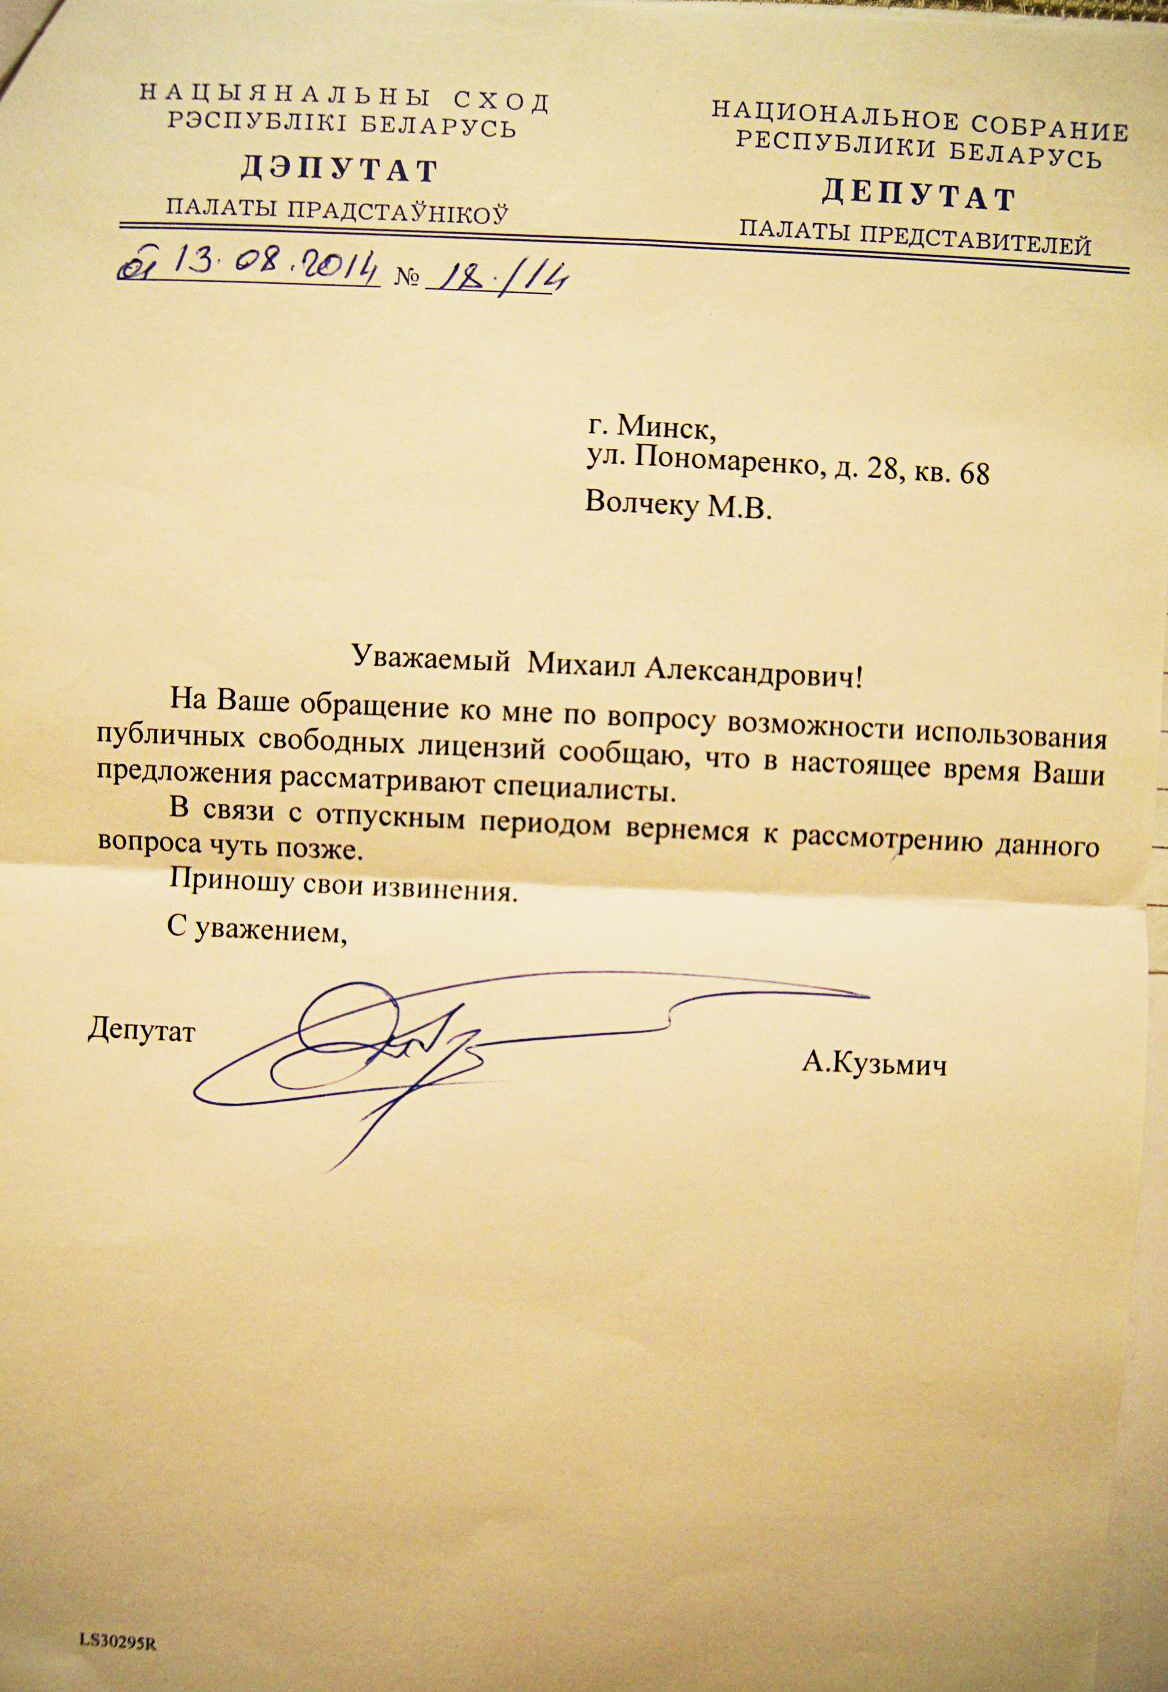 НАЦЫЯНАЛЬНЫ СХОД
РЭСПУБЛІКІ БЕЛАРУСЬ
ДЭПУТАТ
ПАЛАТЫ ПРАДСТАЎНІКОЎ
НАЦИОНАЛЬНОЕ СОБРАНИЕ
РЕСПУБЛИКИ БЕЛАРУСЬ
ДЕПУТАТ
ПАЛАТЫ ПРЕДСТАВИТЕЛЕЙ
от 13.08.2014 № 18./14
г. Минск,
ул. Пономаренко, д. 28, кв. 68
Волчеку М.В.
Уважаемый Михаил Александрович!
На Ваше обращение ко мне по вопросу возможности использования
публичных свободных лицензий сообщаю, что в настоящее время Ваши
предложения рассматривают специалисты.
В связи с отпускным периодом вернемся к рассмотрению данного
вопроса чуть позже.
Приношу свои извинения.
С уважением,
Депутат
А.Кузьмич
LS30295R